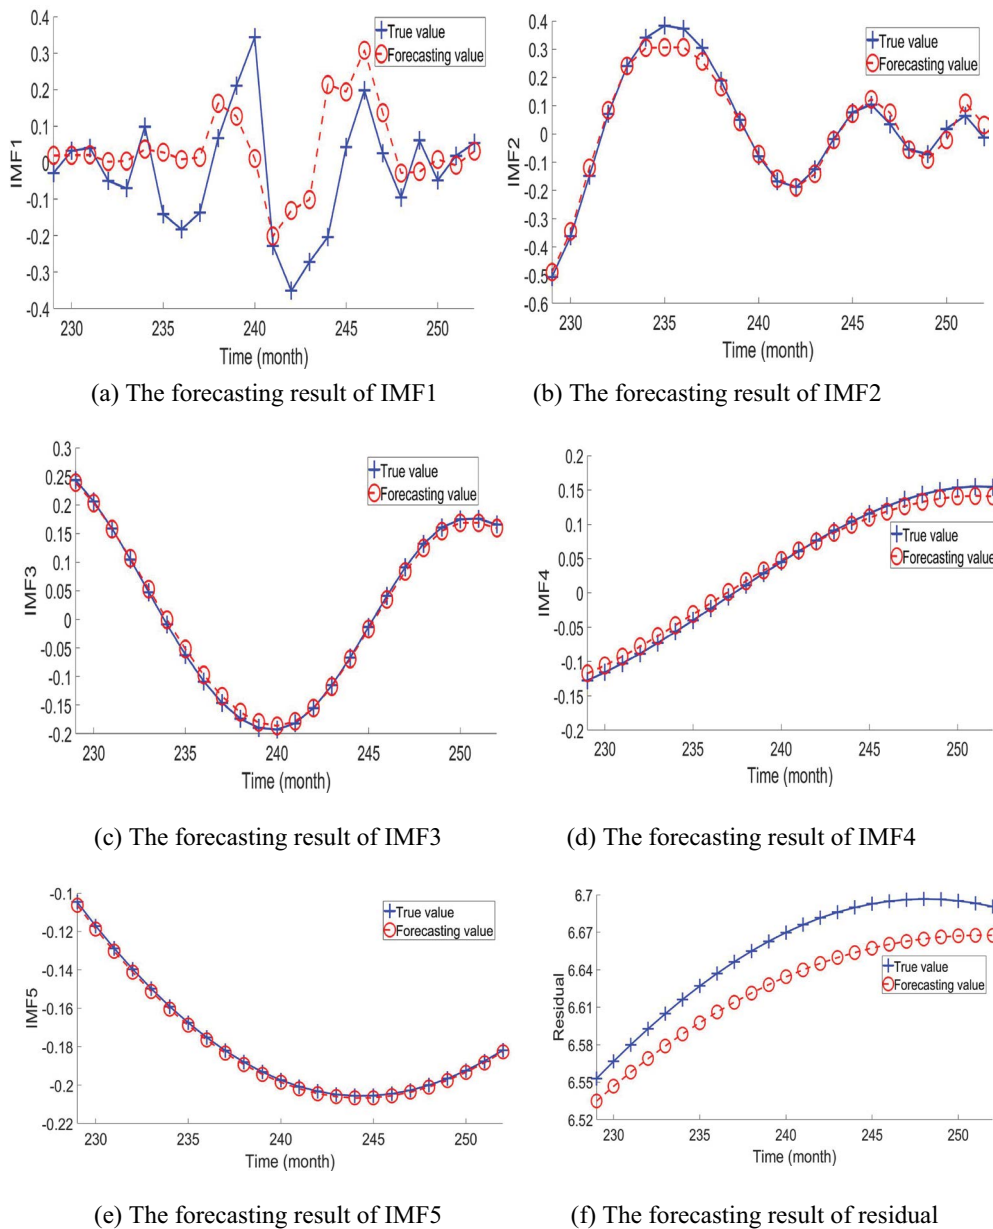 0.4
0.3
0.2
0.1
0
-0.1
-0.2
-0.3
-0.4
IMF1
True value
Forecasting value
230 235 240 245 250
Time (month)
(a) The forecasting result of IMF1
0.4
0.3
0.2
0.1
0
-0.1
-0.2
-0.3
-0.4
-0.5
-0.6
IMF2
True value
Forecasting value
230 235 240 245 250
Time (month)
(b) The forecasting result of IMF2
0.3
0.25
0.2
0.15
0.1
0.05
0
-0.05
-0.1
-0.15
-0.2
IMF3
True value
Forecasting value
230 235 240 245 250
Time (month)
(c) The forecasting result of IMF3
0.2
0.15
0.1
0.05
0
-0.05
-0.1
-0.15
-0.2
IMF4
True value
Forecasting value
230 235 240 245 250
Time (month)
(d) The forecasting result of IMF4
-0.1
-0.12
-0.14
-0.16
-0.18
-0.2
-0.22
IMF5
True value
Forecasting value
230 235 240 245 250
Time (month)
(e) The forecasting result of IMF5
6.7
6.67
6.64
6.61
6.58
6.55
6.52
Residual
True value
Forecasting value
230 235 240 245 250
Time (month)
(f) The forecasting result of residual